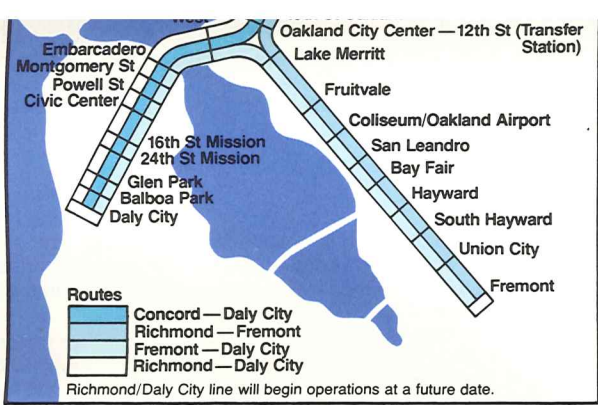 Oakland City Center — 12th St (Transfer
Station)
Lake Merritt
Embarcadero
Montgomery St
Powell St
Civic Center
Fruitvale
Coliseum/Oakland Airport
San Leandro
Bay Fair
Hayward
South Hayward
Union City
Fremont
16th St Mission
24th St Mission
Glen Park
Balboa Park
Daly City
Routes
Concord — Daly City
Richmond — Fremont
Fremont — Daly City
Richmond — Daly City
Richmond/Daly City line will begin operations at a future date.